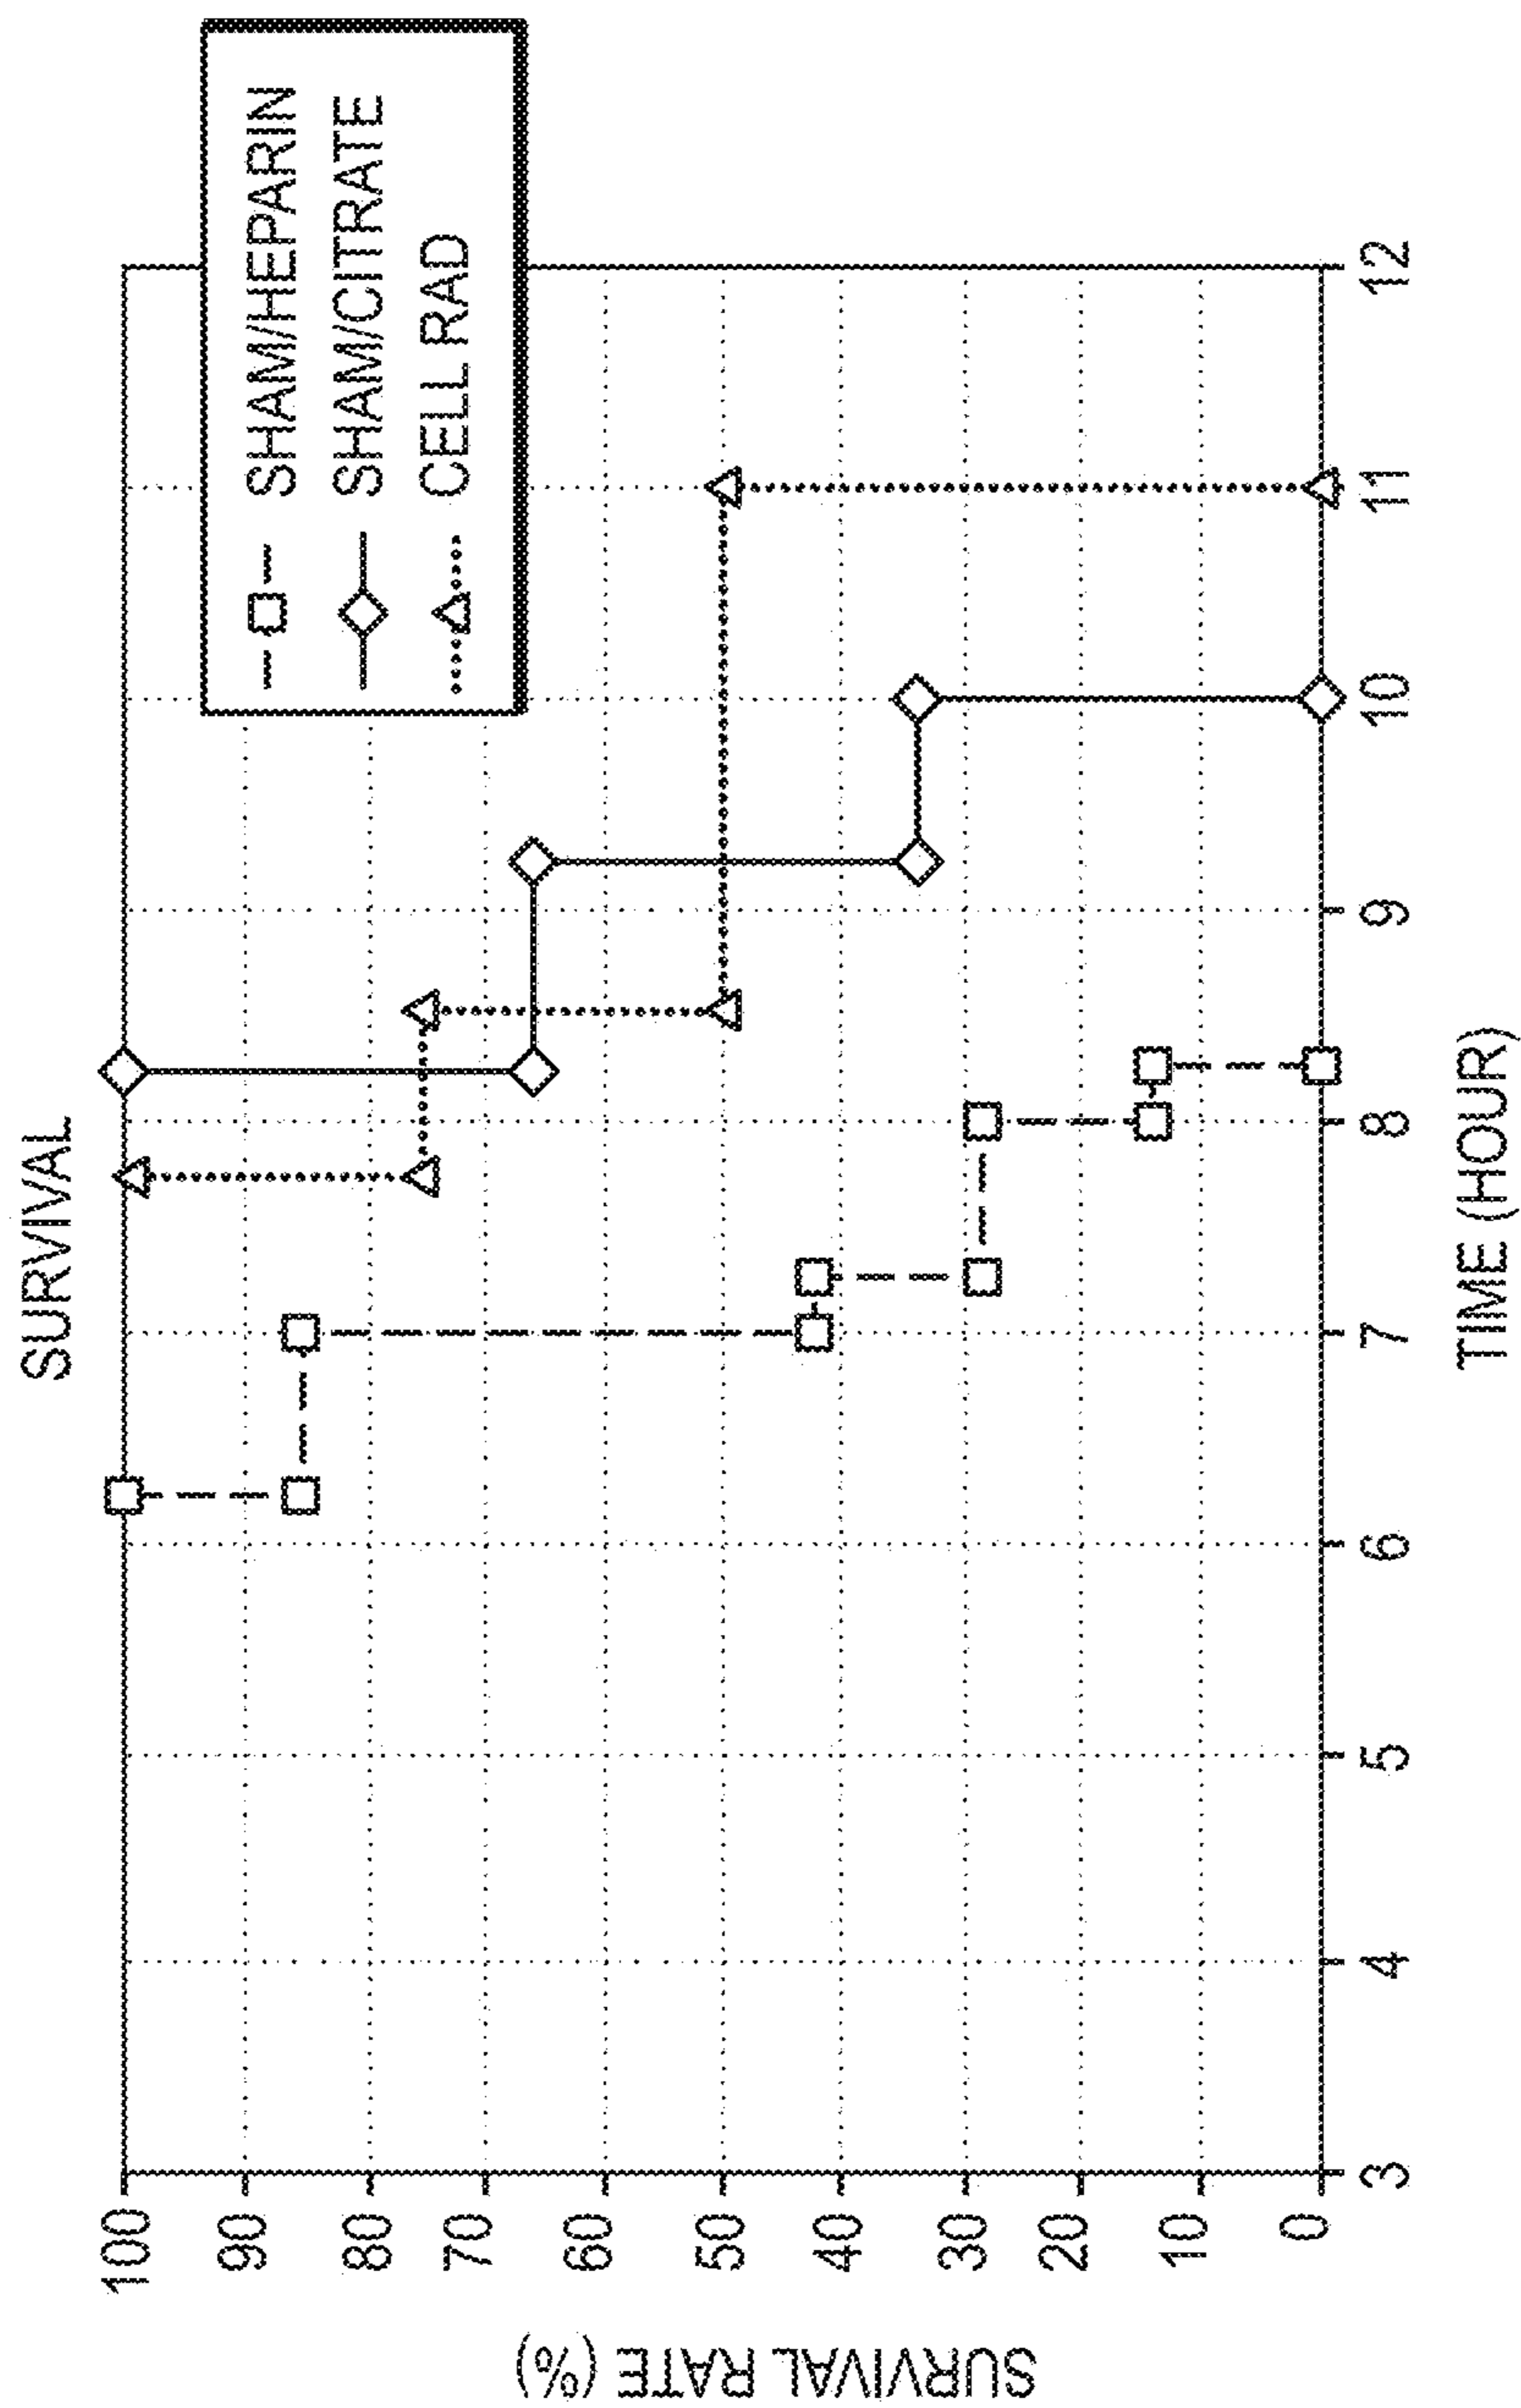 SURVIVAL
SHAM/HEPARIN
SHAM/CITRATE
CELL RAD
SURVIVAL RATE (%)
100
90
80
70
60
50
40
30
20
10
0
3 4 5 6 7 8 9 10 11 12
TIME (HOUR)